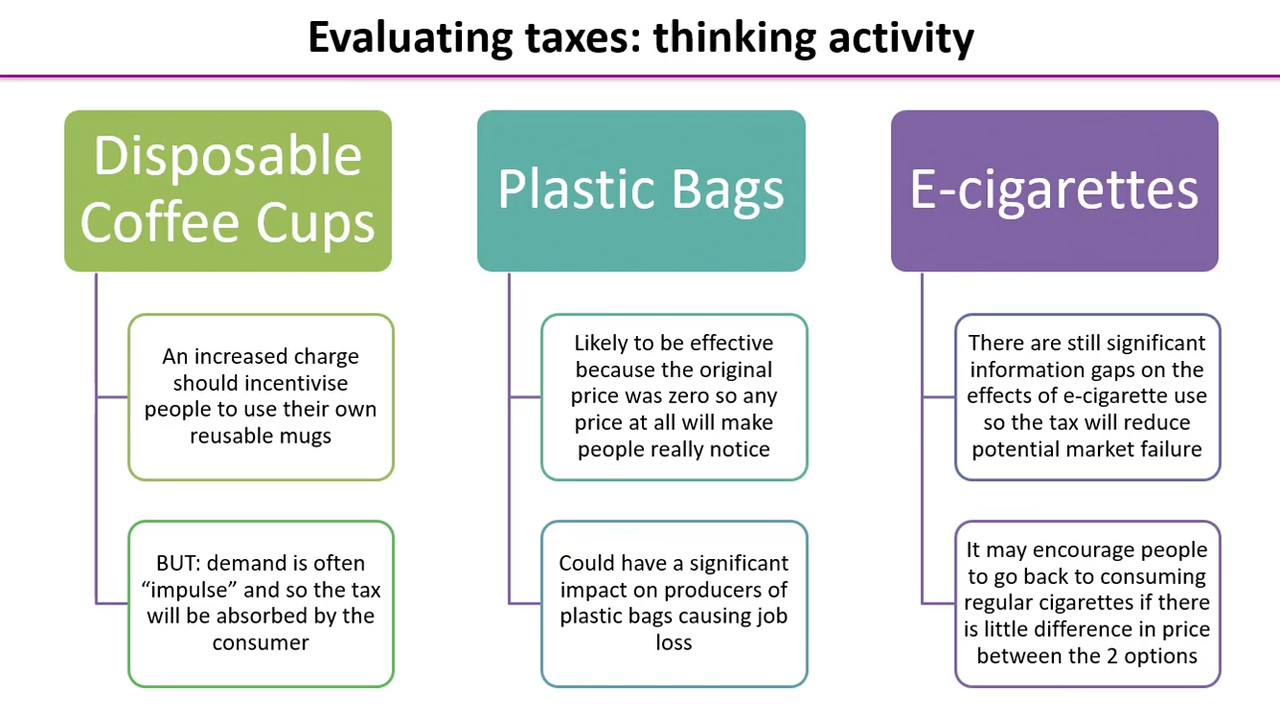 Evaluating taxes: thinking activity
Disposable
Coffee Cups
An increased charge
should incentivise
people to use their own
reusable mugs
BUT: demand is often
“impulse” and so the tax
will be absorbed by the
consumer
Plastic Bags
Likely to be effective
because the original
price was zero so any
price at all will make
people really notice
Could have a significant
impact on producers of
plastic bags causing job
loss
E-cigarettes
There are still significant
information gaps on the
effects of e-cigarette use
so the tax will reduce
potential market failure
It may encourage people
to go back to consuming
regular cigarettes if there
is little difference in price
between the 2 options